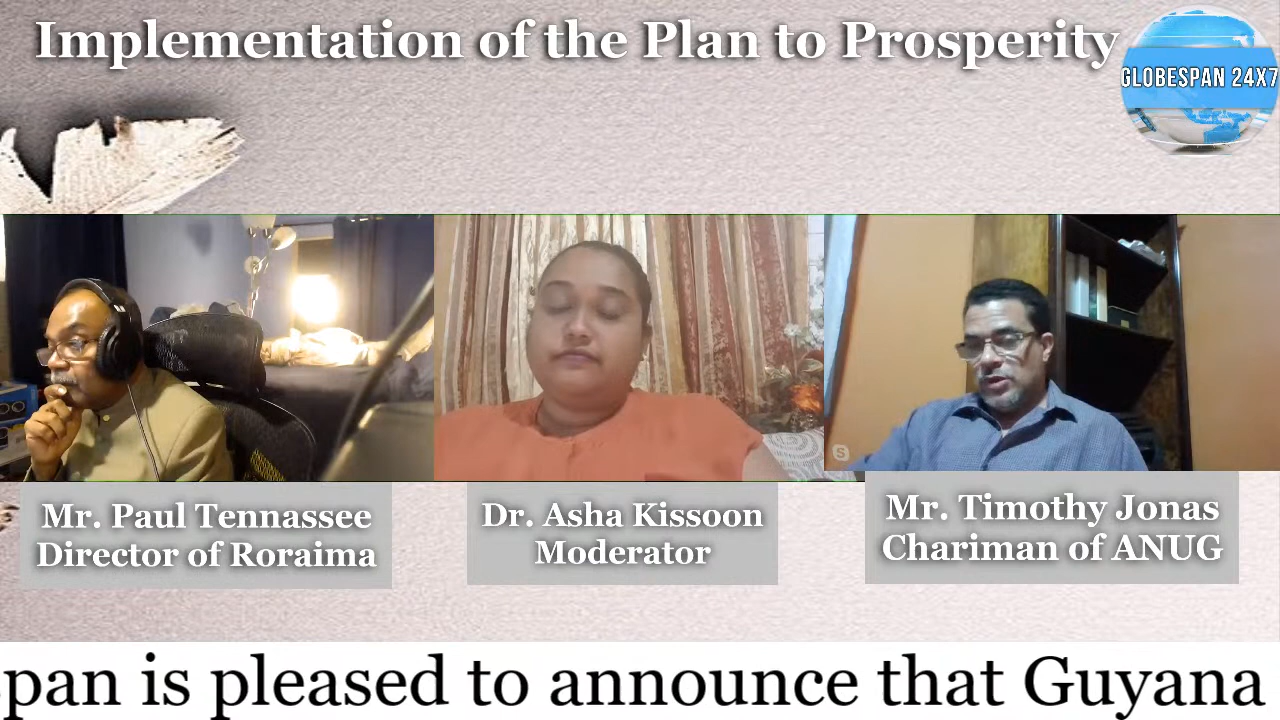 Implementation of the Plan to Prosperity
GLOBESPAN 24X7
Mr. Paul Tennassee
Director of Roraima
Dr. Asha Kissoon
Moderator
Mr. Timothy Jonas
Chariman of ANUG
pan is pleased to announce that Guyana